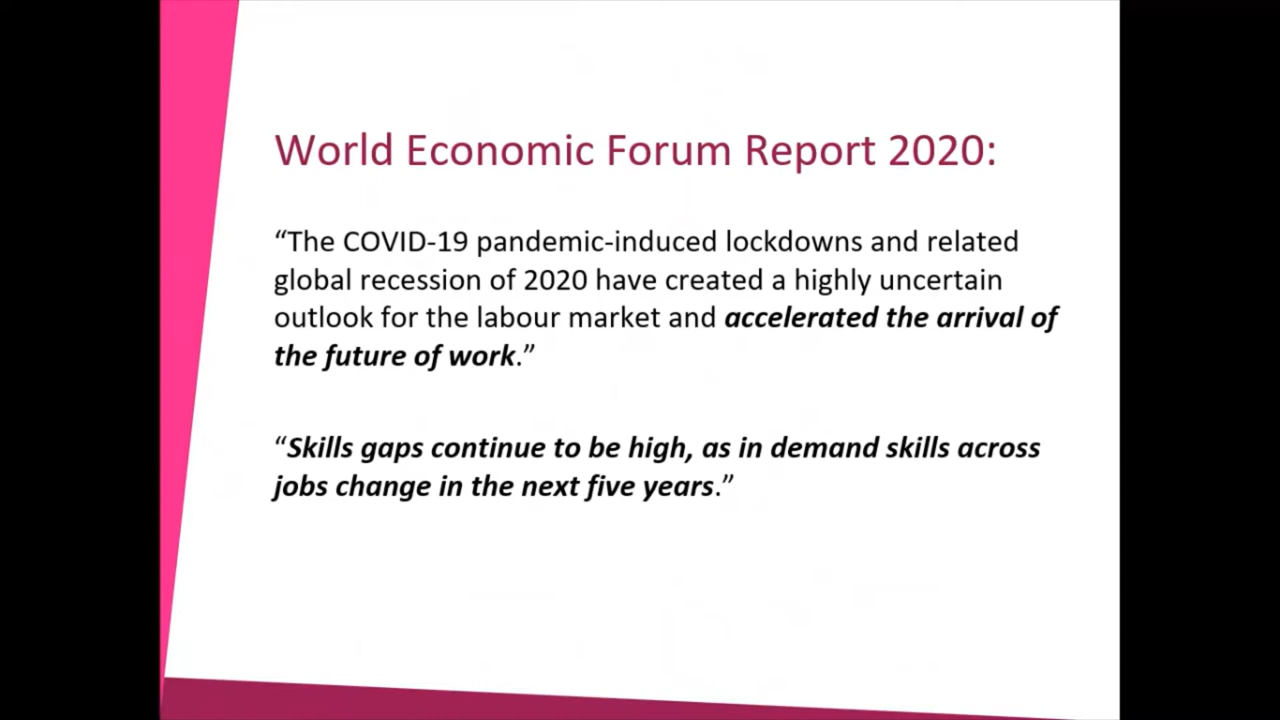 World Economic Forum Report 2020:
“The COVID-19 pandemic-induced lockdowns and related
global recession of 2020 have created a highly uncertain
outlook for the labour market and accelerated the arrival of
the future of work.”
“Skills gaps continue to be high, as in demand skills across
jobs change in the next five years.”